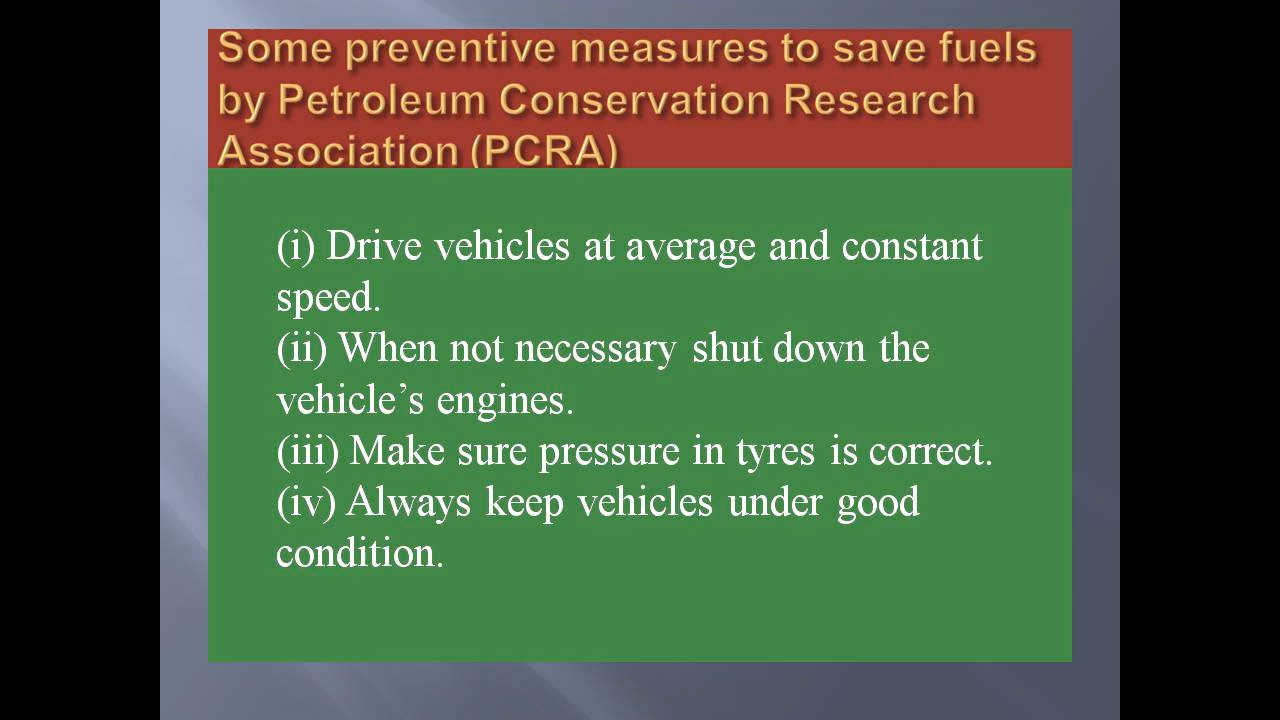 Some preventive measures to save fuels
by Petroleum Conservation Research
Association (PCRA)
(i) Drive vehicles at average and constant
speed.
(ii) When not necessary shut down the
vehicle’s engines.
(iii) Make sure pressure in tyres is correct.
(iv) Always keep vehicles under good
condition.